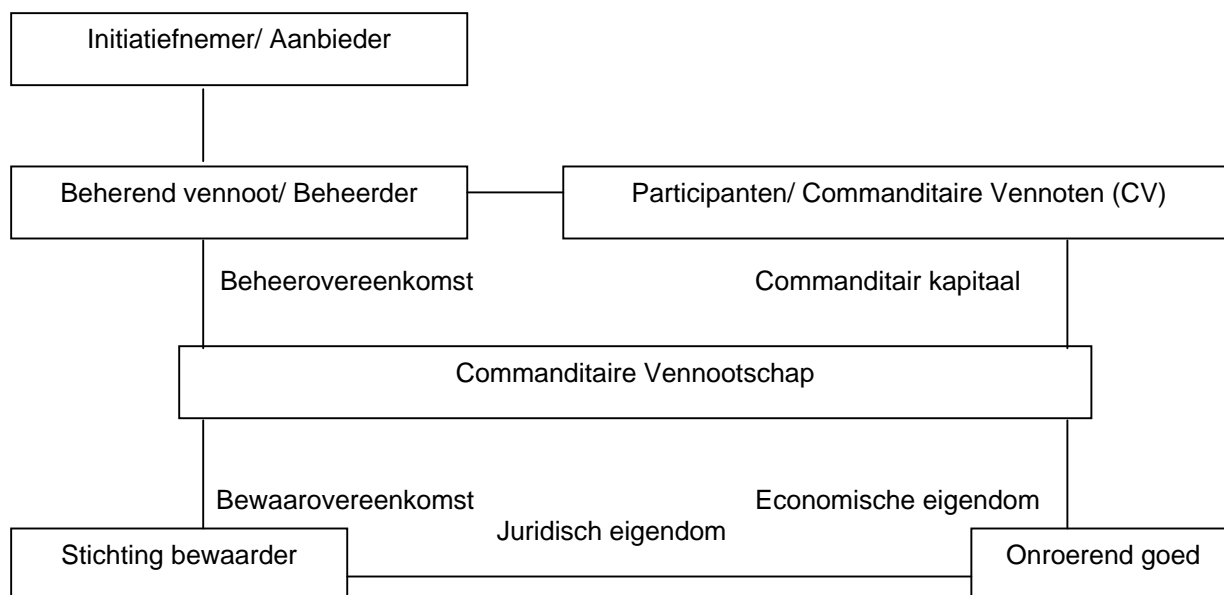 Initiatiefnemer/ Aanbieder
Beherend vennoot/ Beheerder
Participanten/ Commanditaire Vennoten (CV)
Beheerovereenkomst
Commanditair kapitaal
Commanditaire Vennootschap
Bewaarovereenkomst
Economische eigendom
Juridisch eigendom
Stichting bewaarder
Onroerend goed